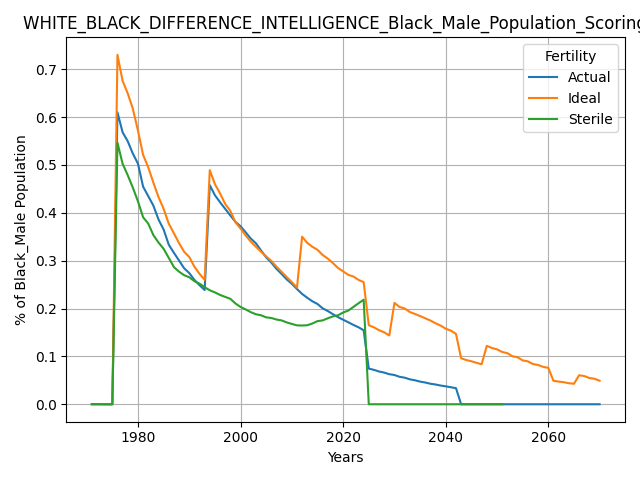 WHITE_BLACK_DIFFERENCE_INTELLIGENCE_Black_Male_Population_Scoring
Fertility
Actual
Ideal
Sterile
% of Black_Male Population
0.7
0.6
0.5
0.4
0.3
0.2
0.1
0.0
1980 2000 2020 2040 2060
Years